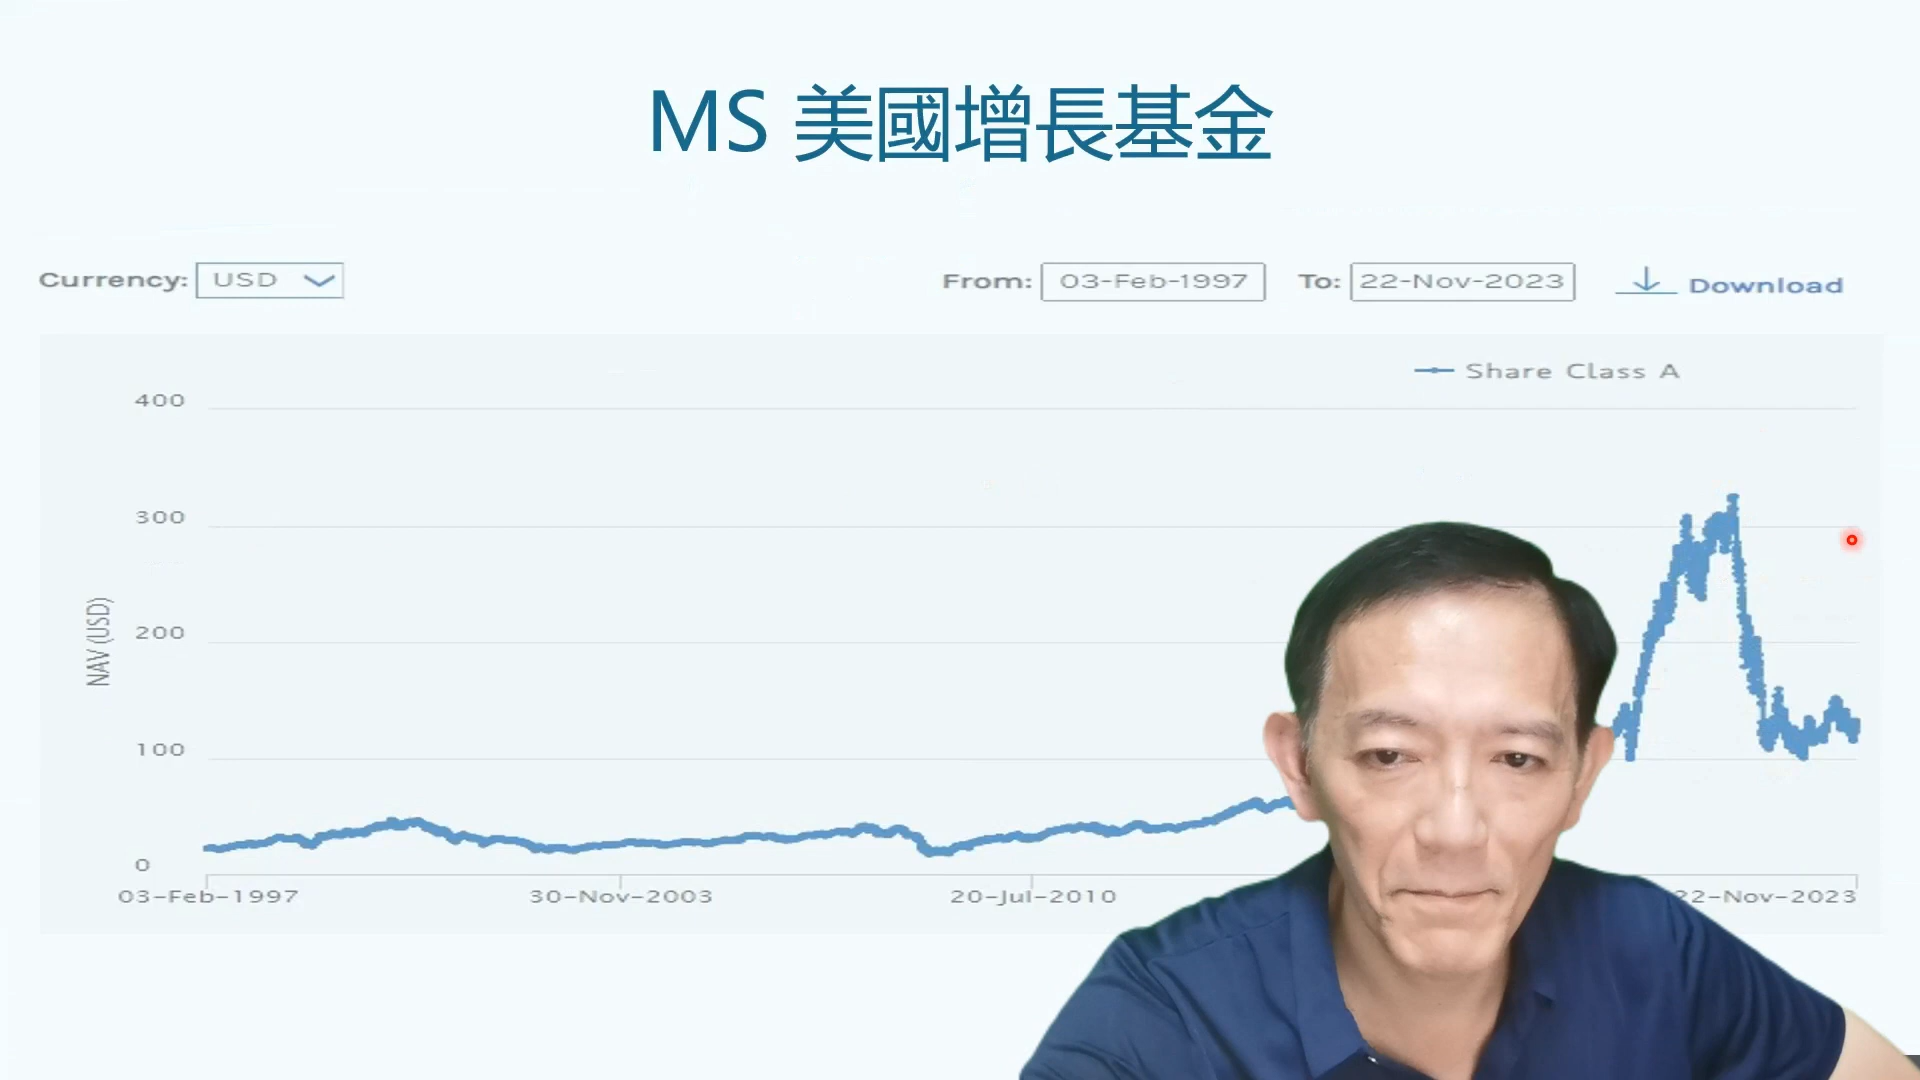 MS 美國增長基金
Currency: USD From: 03-Feb-1997 To: 22-Nov-2023 Download
Share Class A
400
300
200
100
0
NAV (USD)
03-Feb-1997 30-Nov-2003 20-Jul-2010 22-Nov-2023